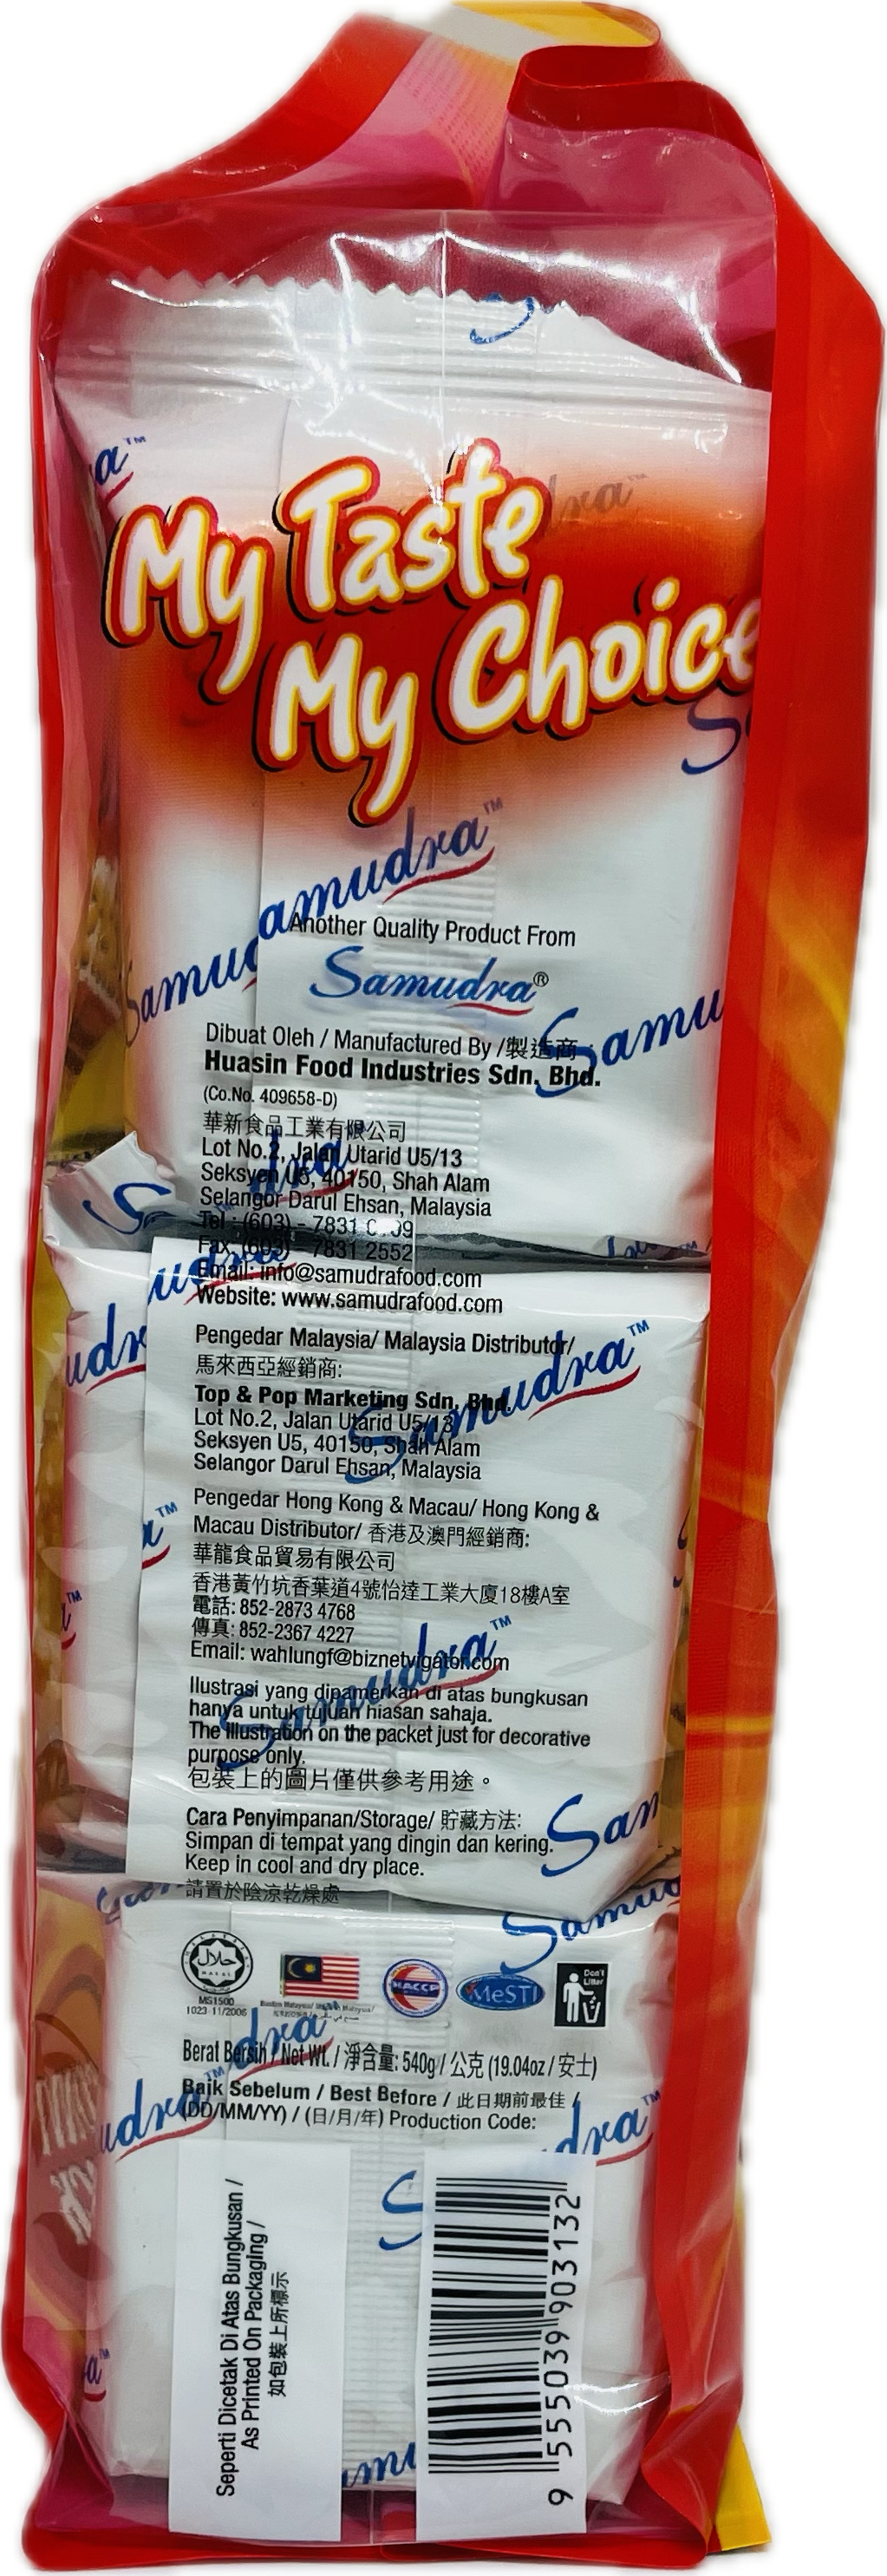 My Taste
My Choice
Another Quality Product From
Samudra®
Dibuat Oleh / Manufactured By /製造商
Huasin Food Industries Sdn. Bhd.
(Co.No. 409658-D)
華新食品工業有限公司
Lot No.2, Jalan Utarid U5/13
Seksyen U5, 40150, Shah Alam
Selangor Darul Ehsan, Malaysia
Tel : (603) - 7831
Fax: (603) - 7831 2552
Email: info@samudrafood.com
Website: www.samudrafood.com
Pengedar Malaysia/ Malaysia Distributor/
馬來西亞經銷商:
Top & Pop Marketing Sdn. Bhd.
Lot No.2, Jalan Utarid U5/13
Seksyen U5, 40150, Shah Alam
Selangor Darul Ehsan, Malaysia
Pengedar Hong Kong & Macau/ Hong Kong &
Macau Distributor/ 香港及澳門經銷商:
華龍食品貿易有限公司
香港黃竹坑香葉道4號怡達工業大廈18樓A室
電話: 852-2873 4768
傳真: 852-2367 4227
Email: wahlungf@biznetvigator.com
Ilustrasi yang dipamerkan di atas bungkusan
hanya untuk tujuan hiasan sahaja.
The Illustration on the packet just for decorative
purpose only.
包裝上的圖片僅供參考用途。
Cara Penyimpanan/Storage/ 貯藏方法:
Simpan di tempat yang dingin dan kering.
Keep in cool and dry place.
請置於陰涼乾燥處
حلال
HALAL
MS1500
1023-11/2006
HACCP
MeSTI
Don't
Litter
Berat Bersih / Net Wt. / 淨含量: 540g / 公克 (19.04oz / 安士)
Baik Sebelum / Best Before / 此日期前最佳 /
(DD/MM/YY) / (日/月/年) Production Code:
Seperti Dicetak Di Atas Bungkusan /
As Printed On Packaging /
如包裝上所標示
9 555039 903132
Samudra™
Samudra™
Samudra™